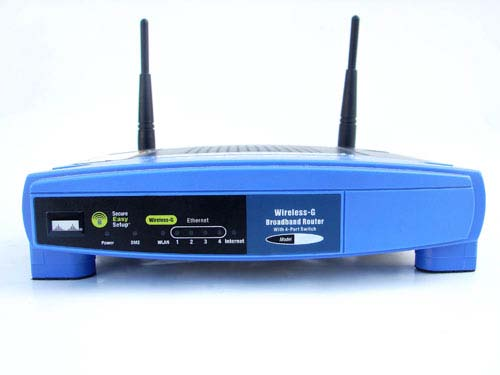 Secure
Easy
Setup
Wireless-G
Ethernet
Power
DMZ
WLAN
1
2
3
4
Internet
Wireless-G
Broadband Router
With 4-Port Switch
Model